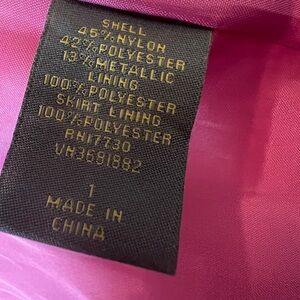 SHELL
45%NYLON
42%POLYESTER
13%METALLIC
LINING
100%POLYESTER
SKIRT LINING
100%POLYESTER
RN17730
VN3581882
1
MADE IN
CHINA